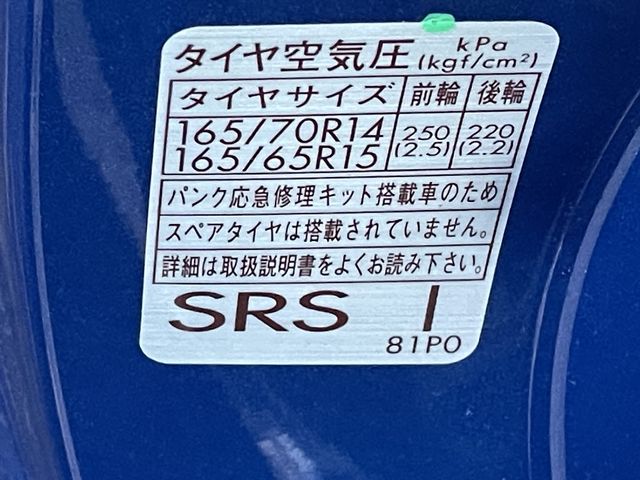 タイヤ空気圧 kPa (kgf/cm²)
タイヤサイズ 前輪 後輪
165/70R14 250 220
165/65R15 (2.5) (2.2)
パンク応急修理キット搭載車のため
スペアタイヤは搭載されていません。
詳細は取扱説明書をよくお読み下さい。
SRS I
81P0